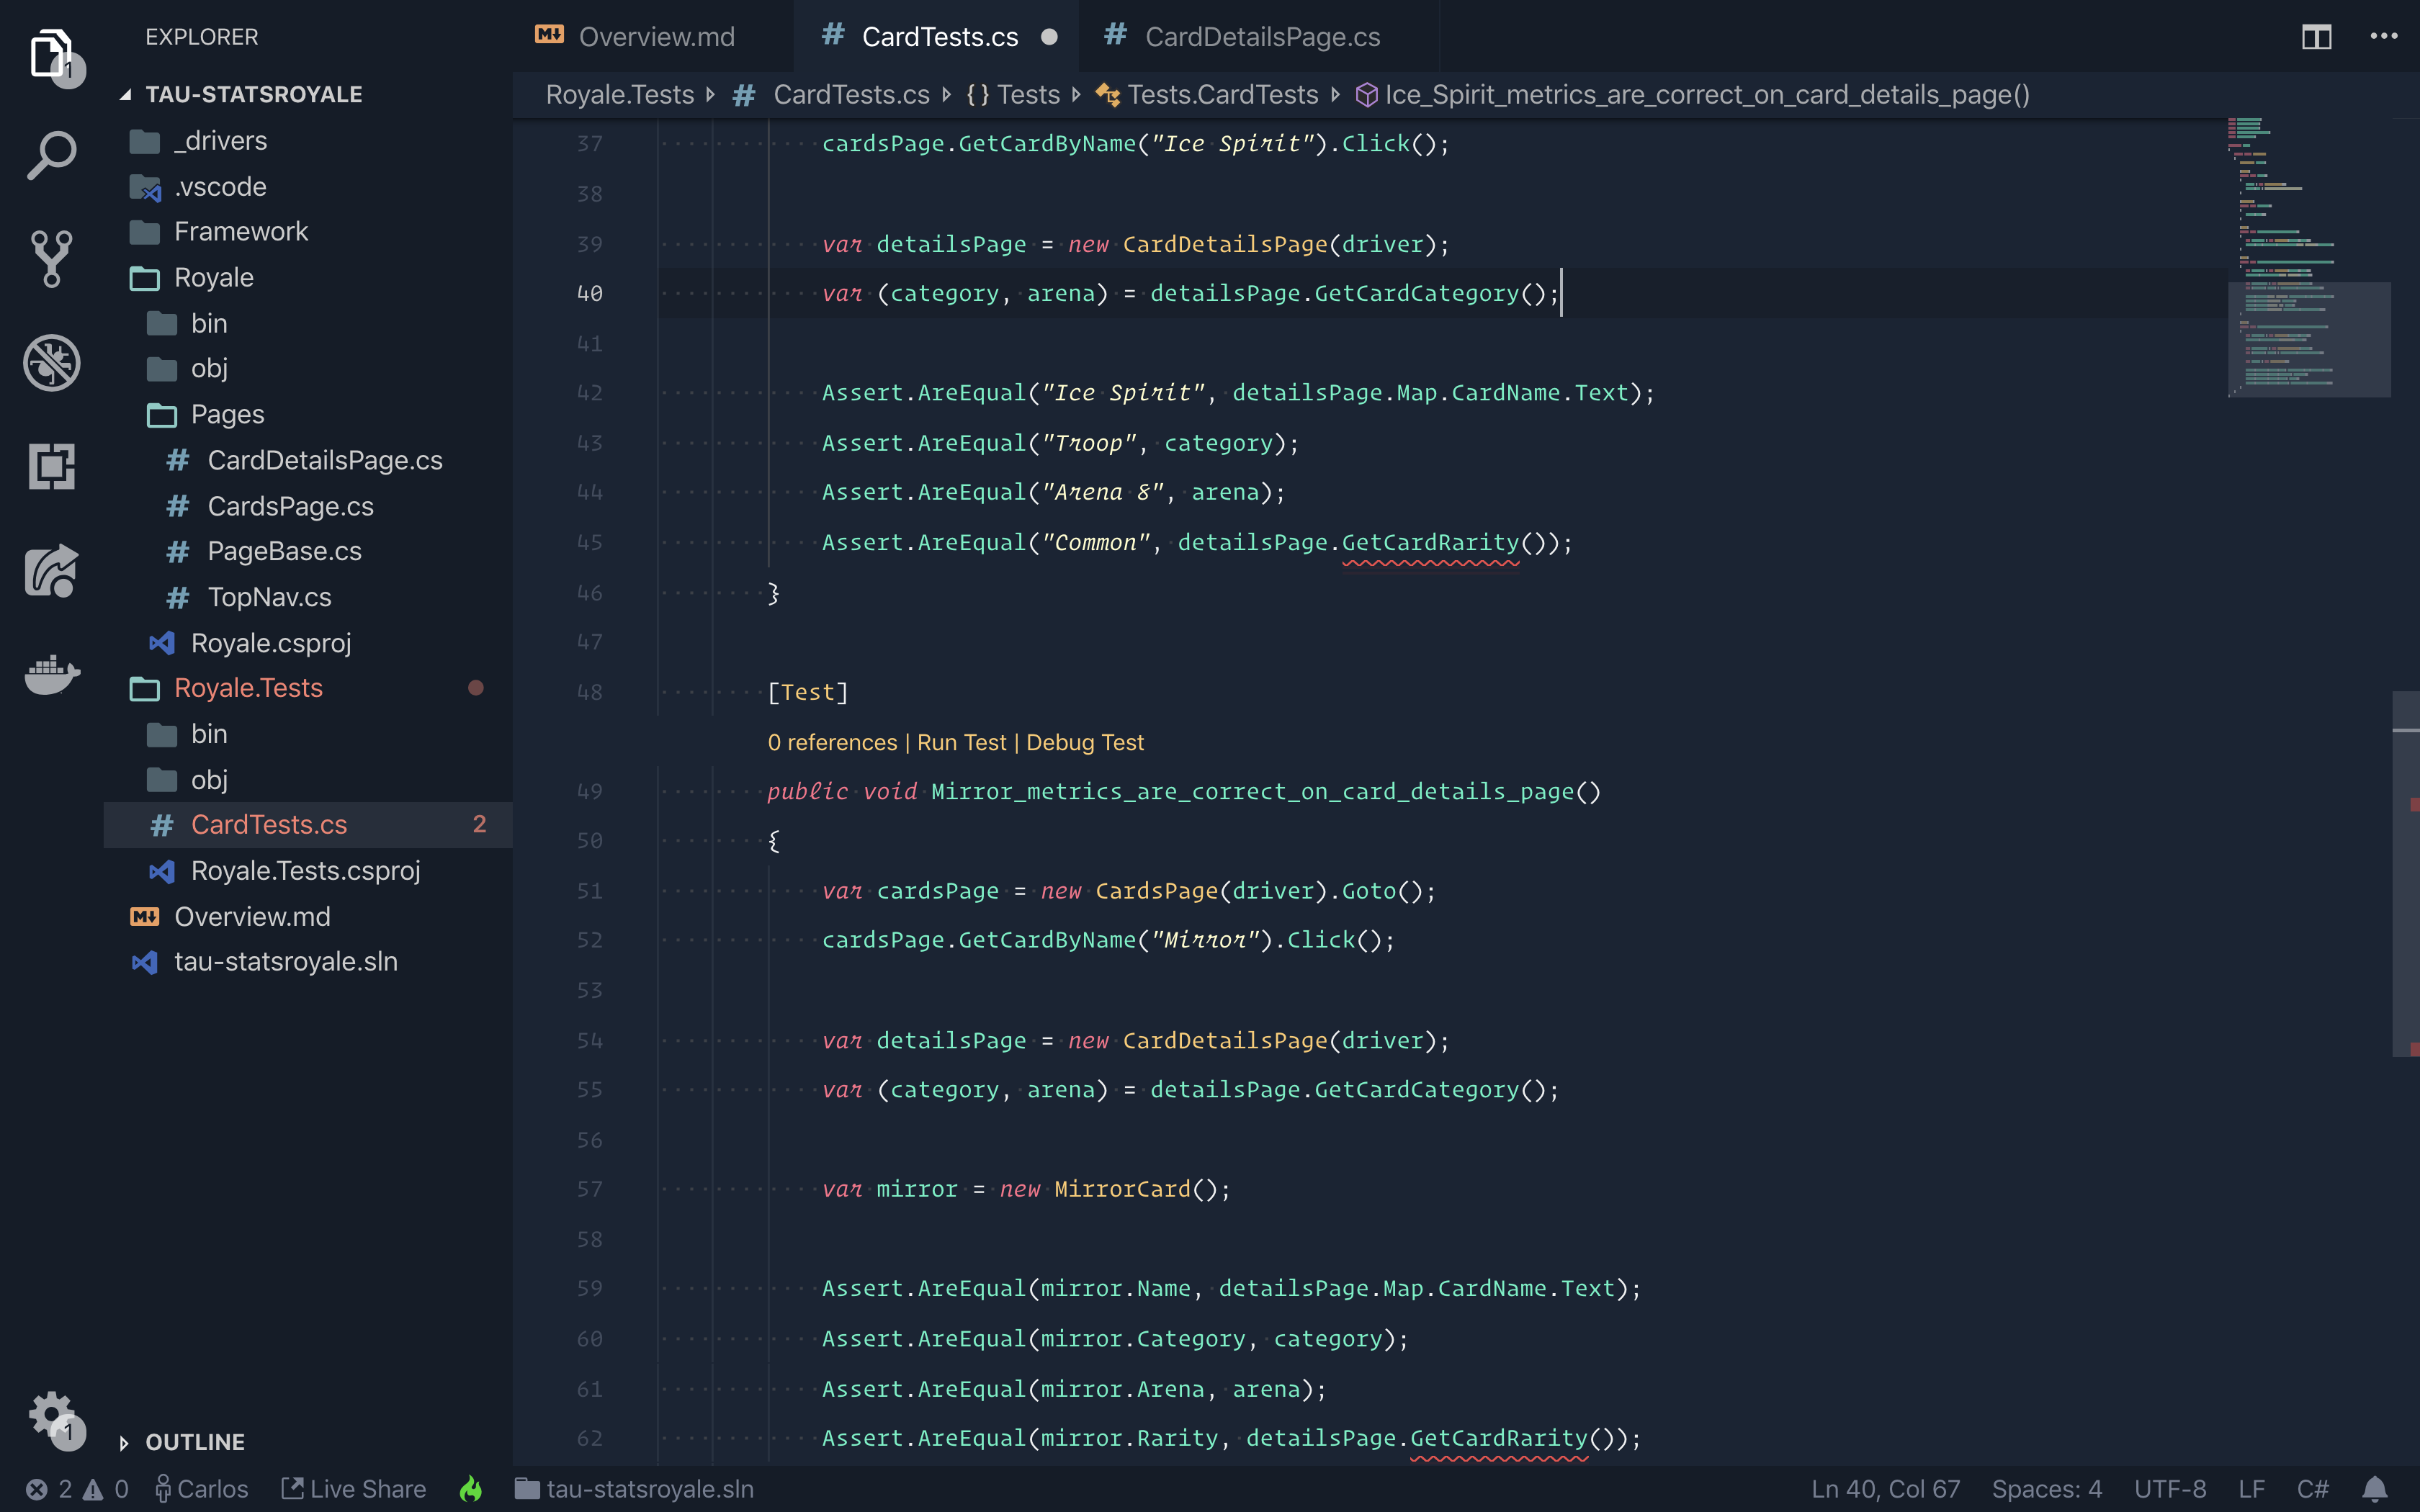 EXPLORER
TAU-STATSROYALE
_drivers
.vscode
Framework
Royale
bin
obj
Pages
# CardDetailsPage.cs
# CardsPage.cs
# PageBase.cs
# TopNav.cs
Royale.csproj
Royale.Tests
bin
obj
# CardTests.cs 2
Royale.Tests.csproj
M↓ Overview.md
tau-statsroyale.sln
OUTLINE
1
1
M↓ Overview.md # CardTests.cs ● # CardDetailsPage.cs
Royale.Tests # CardTests.cs {} Tests Tests.CardTests Ice_Spirit_metrics_are_correct_on_card_details_page()
37 cardsPage.GetCardByName("Ice Spirit").Click();
38
39 var detailsPage = new CardDetailsPage(driver);
40 var (category, arena) = detailsPage.GetCardCategory();
41
42 Assert.AreEqual("Ice Spirit", detailsPage.Map.CardName.Text);
43 Assert.AreEqual("Troop", category);
44 Assert.AreEqual("Arena 8", arena);
45 Assert.AreEqual("Common", detailsPage.GetCardRarity());
46 }
47
48 [Test]
0 references | Run Test | Debug Test
49 public void Mirror_metrics_are_correct_on_card_details_page()
50 {
51 var cardsPage = new CardsPage(driver).Goto();
52 cardsPage.GetCardByName("Mirror").Click();
53
54 var detailsPage = new CardDetailsPage(driver);
55 var (category, arena) = detailsPage.GetCardCategory();
56
57 var mirror = new MirrorCard();
58
59 Assert.AreEqual(mirror.Name, detailsPage.Map.CardName.Text);
60 Assert.AreEqual(mirror.Category, category);
61 Assert.AreEqual(mirror.Arena, arena);
62 Assert.AreEqual(mirror.Rarity, detailsPage.GetCardRarity());
2 0 Carlos Live Share tau-statsroyale.sln Ln 40, Col 67 Spaces: 4 UTF-8 LF C#